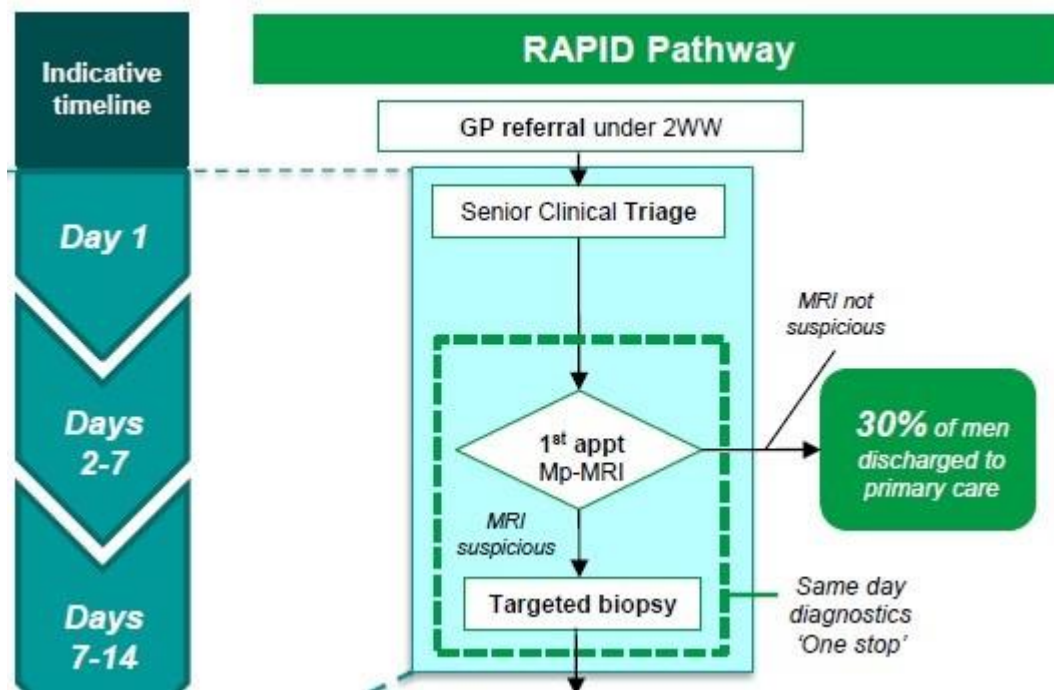 Indicative
timeline
RAPID Pathway
GP referral under 2WW
Day 1
Senior Clinical Triage
MRI not
suspicious
Days
2-7
1st appt
Mp-MRI
30% of men
discharged to
primary care
MRI
suspicious
Days
7-14
Targeted biopsy
Same day
diagnostics
‘One stop’